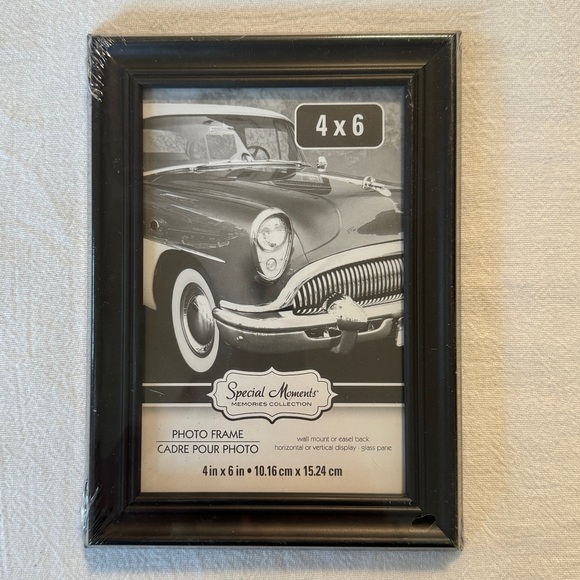 4 x 6
Special Moments™
MEMORIES COLLECTION
PHOTO FRAME
CADRE POUR PHOTO
wall mount or easel back
horizontal or vertical display · glass pane
4 in x 6 in • 10.16 cm x 15.24 cm